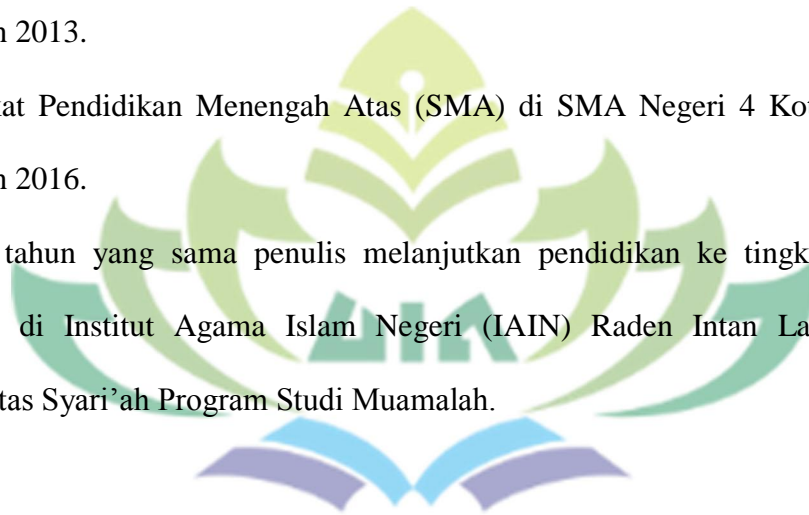 n 2013.
kat Pendidikan Menengah Atas (SMA) di SMA Negeri 4 Ko
n 2016.
tahun yang sama penulis melanjutkan pendidikan ke tingk
di Institut Agama Islam Negeri (IAIN) Raden Intan La
tas Syari’ah Program Studi Muamalah.